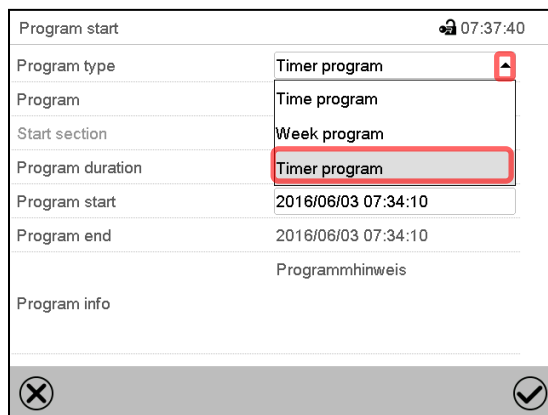 Program start 07:37:40
Program type Timer program
Program Time program
Start section Week program
Program duration Timer program
Program start 2016/06/03 07:34:10
Program end 2016/06/03 07:34:10
Programmhinweis
Program info